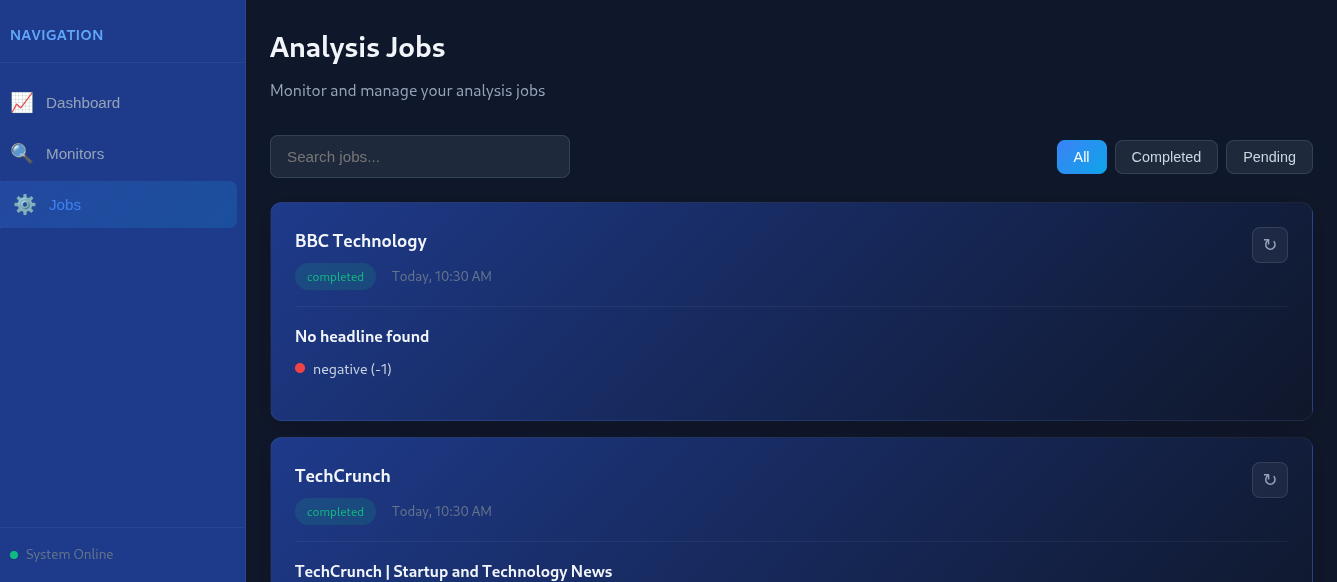 NAVIGATION
Dashboard
Monitors
Jobs
System Online
Analysis Jobs
Monitor and manage your analysis jobs
Search jobs...
All Completed Pending
BBC Technology
↻
completed Today, 10:30 AM
No headline found
negative (-1)
TechCrunch
↻
completed Today, 10:30 AM
TechCrunch | Startup and Technology News